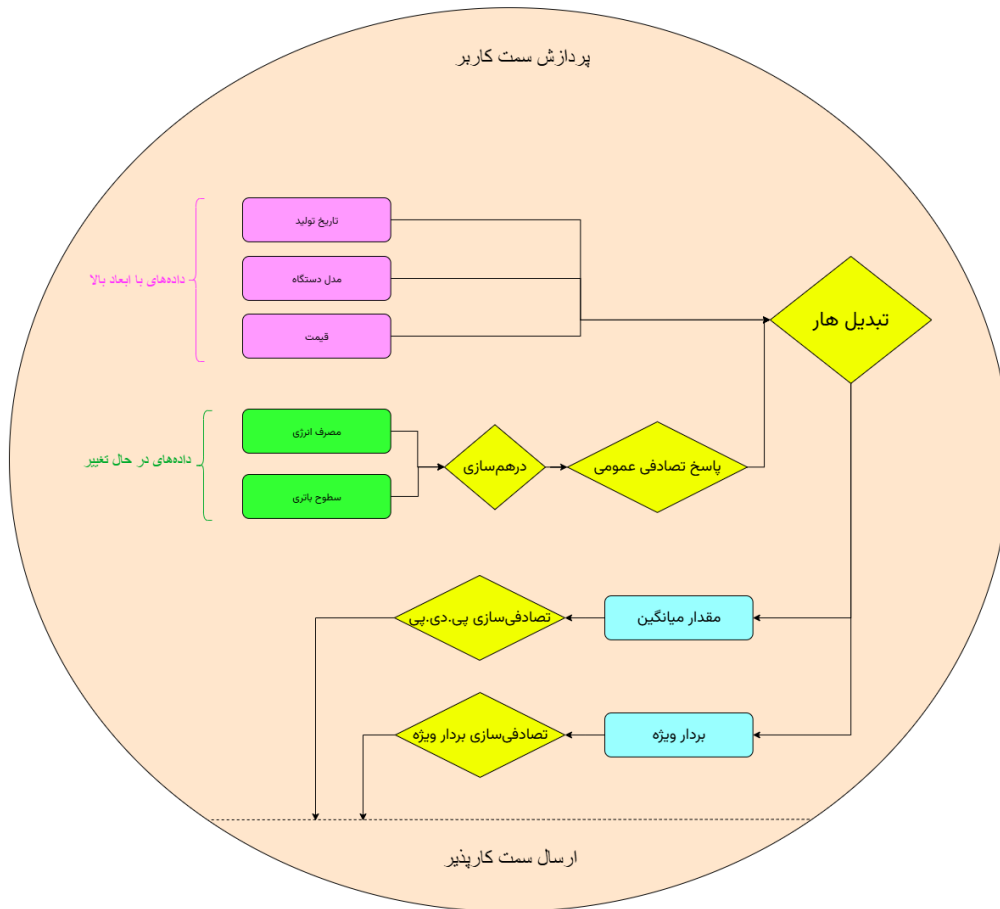 پردازش سمت کاربر
تاریخ تولید
داده‌های با ابعاد بالا
مدل دستگاه
قیمت
تبدیل هار
داده‌های در حال تغییر
مصرف انرژی
سطوح باتری
درهم‌سازی
پاسخ تصادفی عمومی
مقدار میانگین
تصادفی‌سازی پی.دی.پی
بردار ویژه
تصادفی‌سازی بردار ویژه
ارسال سمت کارپذیر